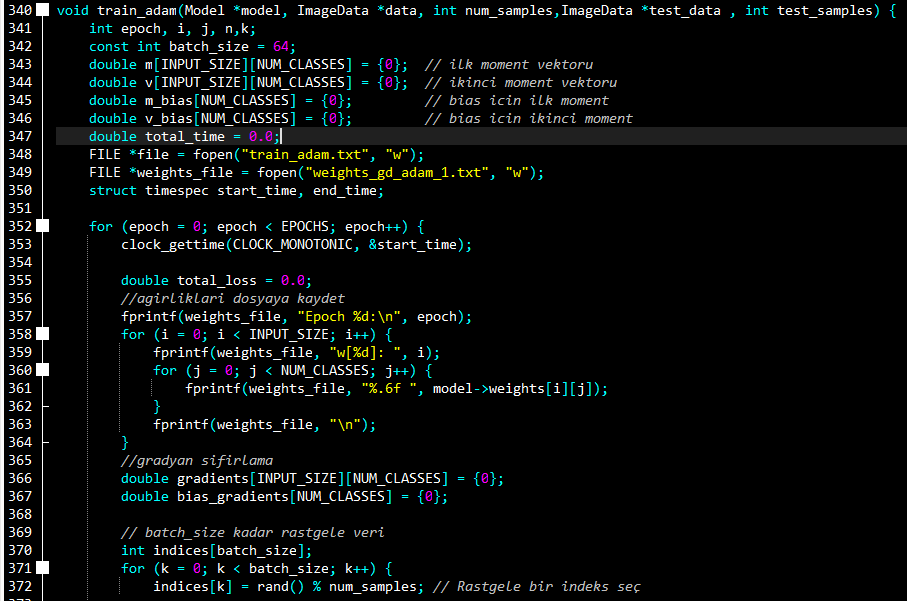 340 void train_adam(Model *model, ImageData *data, int num_samples,ImageData *test_data , int test_samples) {
341     int epoch, i, j, n,k;
342     const int batch_size = 64;
343     double m[INPUT_SIZE][NUM_CLASSES] = {0};  // ilk moment vektoru
344     double v[INPUT_SIZE][NUM_CLASSES] = {0};  // ikinci moment vektoru
345     double m_bias[NUM_CLASSES] = {0};         // bias icin ilk moment
346     double v_bias[NUM_CLASSES] = {0};         // bias icin ikinci moment
347     double total_time = 0.0;
348     FILE *file = fopen("train_adam.txt", "w");
349     FILE *weights_file = fopen("weights_gd_adam_1.txt", "w");
350     struct timespec start_time, end_time;
351
352     for (epoch = 0; epoch < EPOCHS; epoch++) {
353         clock_gettime(CLOCK_MONOTONIC, &start_time);
354
355         double total_loss = 0.0;
356         //agirliklari dosyaya kaydet
357         fprintf(weights_file, "Epoch %d:\n", epoch);
358         for (i = 0; i < INPUT_SIZE; i++) {
359             fprintf(weights_file, "w[%d]: ", i);
360             for (j = 0; j < NUM_CLASSES; j++) {
361                 fprintf(weights_file, "%.6f ", model->weights[i][j]);
362             }
363             fprintf(weights_file, "\n");
364         }
365         //gradyan sifirlama
366         double gradients[INPUT_SIZE][NUM_CLASSES] = {0};
367         double bias_gradients[NUM_CLASSES] = {0};
368
369         // batch_size kadar rastgele veri
370         int indices[batch_size];
371         for (k = 0; k < batch_size; k++) {
372             indices[k] = rand() % num_samples; // Rastgele bir indeks seç